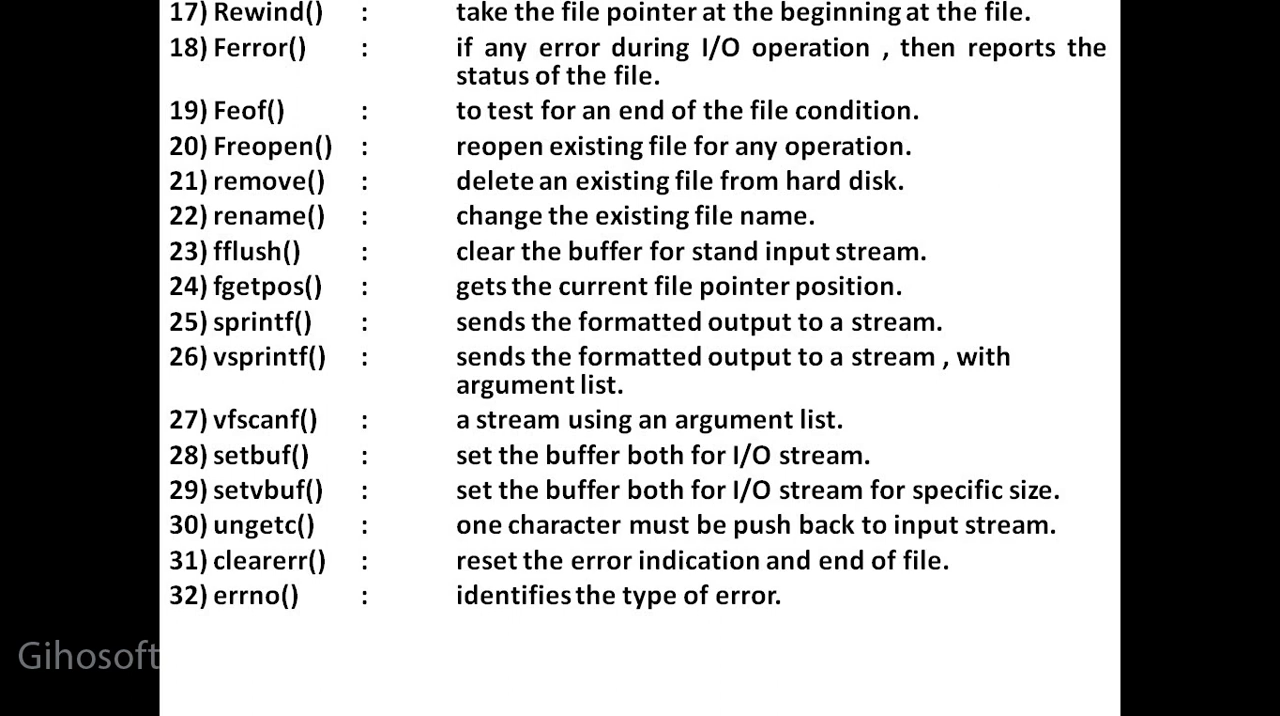 17) Rewind() : take the file pointer at the beginning at the file.
18) Ferror() : if any error during I/O operation , then reports the
status of the file.
19) Feof() : to test for an end of the file condition.
20) Freopen() : reopen existing file for any operation.
21) remove() : delete an existing file from hard disk.
22) rename() : change the existing file name.
23) fflush() : clear the buffer for stand input stream.
24) fgetpos() : gets the current file pointer position.
25) sprintf() : sends the formatted output to a stream.
26) vsprintf() : sends the formatted output to a stream , with
argument list.
27) vfscanf() : a stream using an argument list.
28) setbuf() : set the buffer both for I/O stream.
29) setvbuf() : set the buffer both for I/O stream for specific size.
30) ungetc() : one character must be push back to input stream.
31) clearerr() : reset the error indication and end of file.
32) errno() : identifies the type of error.
Gihosoft